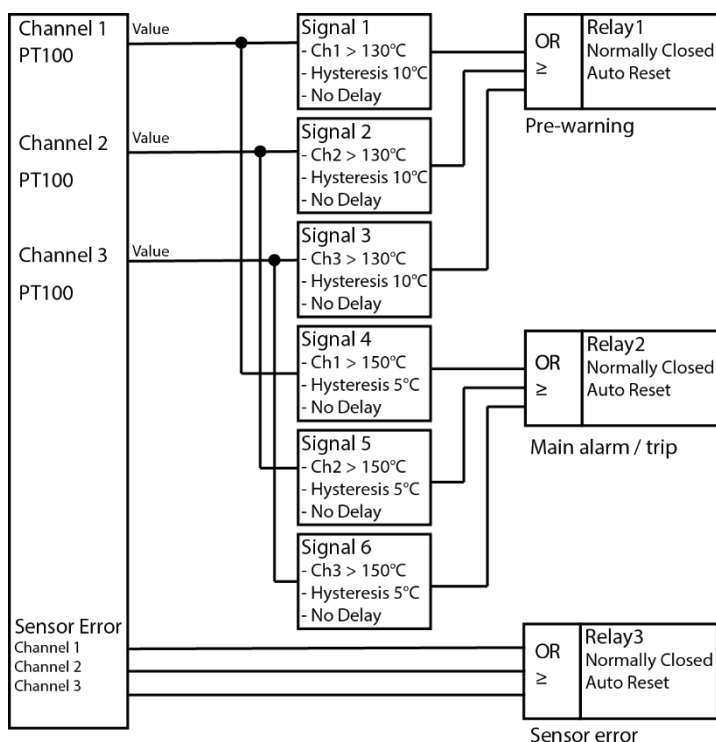 Channel 1
PT100
Value
Channel 2
PT100
Value
Channel 3
PT100
Value
Sensor Error
Channel 1
Channel 2
Channel 3
Signal 1
- Ch1 > 130°C
- Hysteresis 10°C
- No Delay
Signal 2
- Ch2 > 130°C
- Hysteresis 10°C
- No Delay
Signal 3
- Ch3 > 130°C
- Hysteresis 10°C
- No Delay
Signal 4
- Ch1 > 150°C
- Hysteresis 5°C
- No Delay
Signal 5
- Ch2 > 150°C
- Hysteresis 5°C
- No Delay
Signal 6
- Ch3 > 150°C
- Hysteresis 5°C
- No Delay
OR
≥
Relay1
Normally Closed
Auto Reset
Pre-warning
OR
≥
Relay2
Normally Closed
Auto Reset
Main alarm / trip
OR
≥
Relay3
Normally Closed
Auto Reset
Sensor error